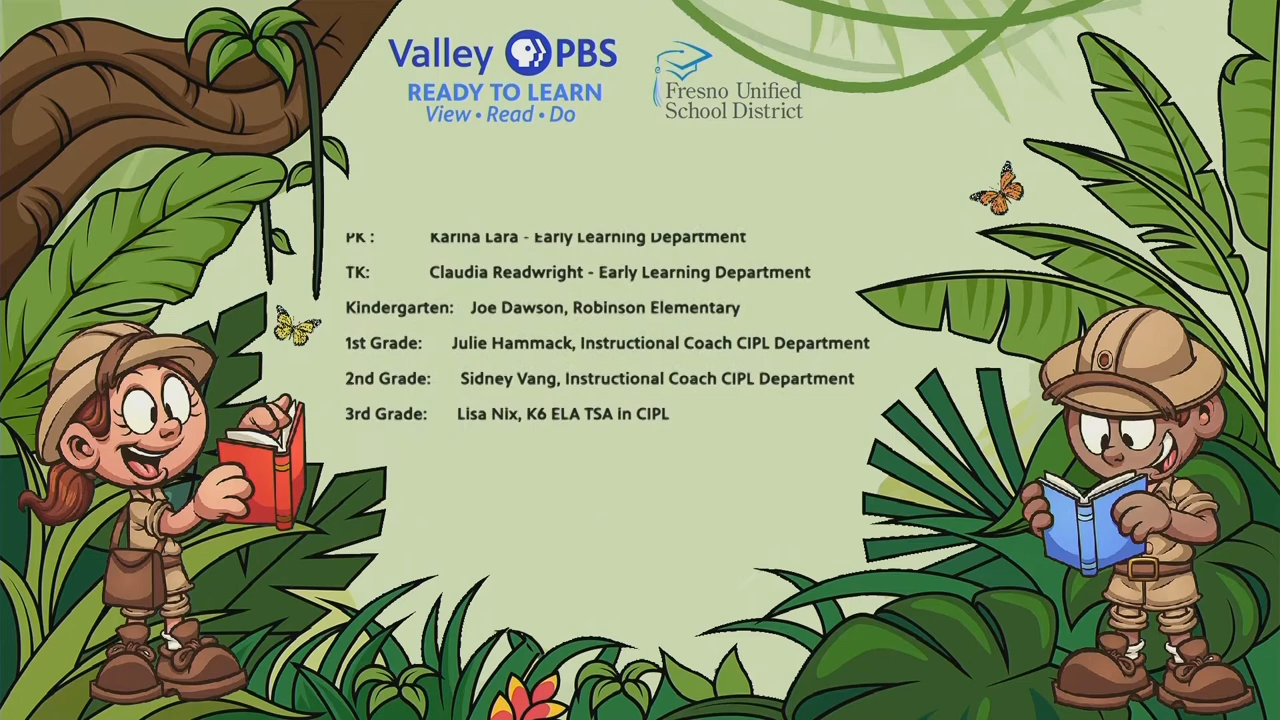 Valley PBS
READY TO LEARN
View • Read • Do
Fresno Unified
School District
PK : Karina Lara - Early Learning Department
TK: Claudia Readwright - Early Learning Department
Kindergarten: Joe Dawson, Robinson Elementary
1st Grade: Julie Hammack, Instructional Coach CIPL Department
2nd Grade: Sidney Vang, Instructional Coach CIPL Department
3rd Grade: Lisa Nix, K6 ELA TSA in CIPL